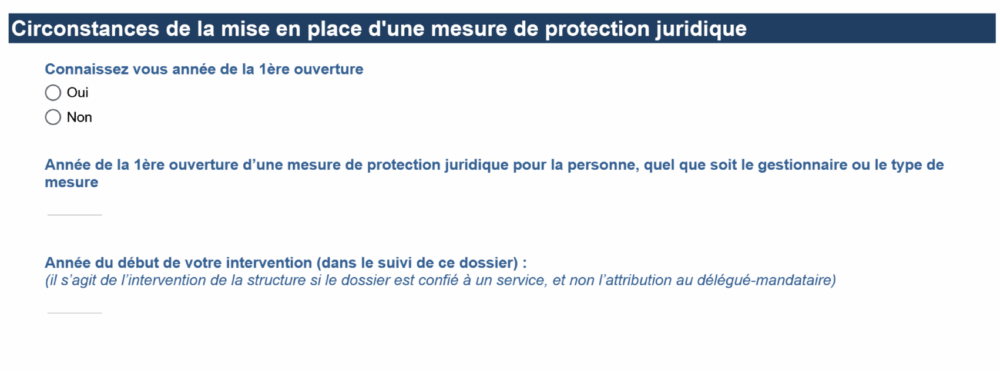 Circonstances de la mise en place d'une mesure de protection juridique
Connaissez vous année de la 1ère ouverture
Oui
Non
Année de la 1ère ouverture d’une mesure de protection juridique pour la personne, quel que soit le gestionnaire ou le type de
mesure
Année du début de votre intervention (dans le suivi de ce dossier) :
(il s’agit de l’intervention de la structure si le dossier est confié à un service, et non l’attribution au délégué-mandataire)